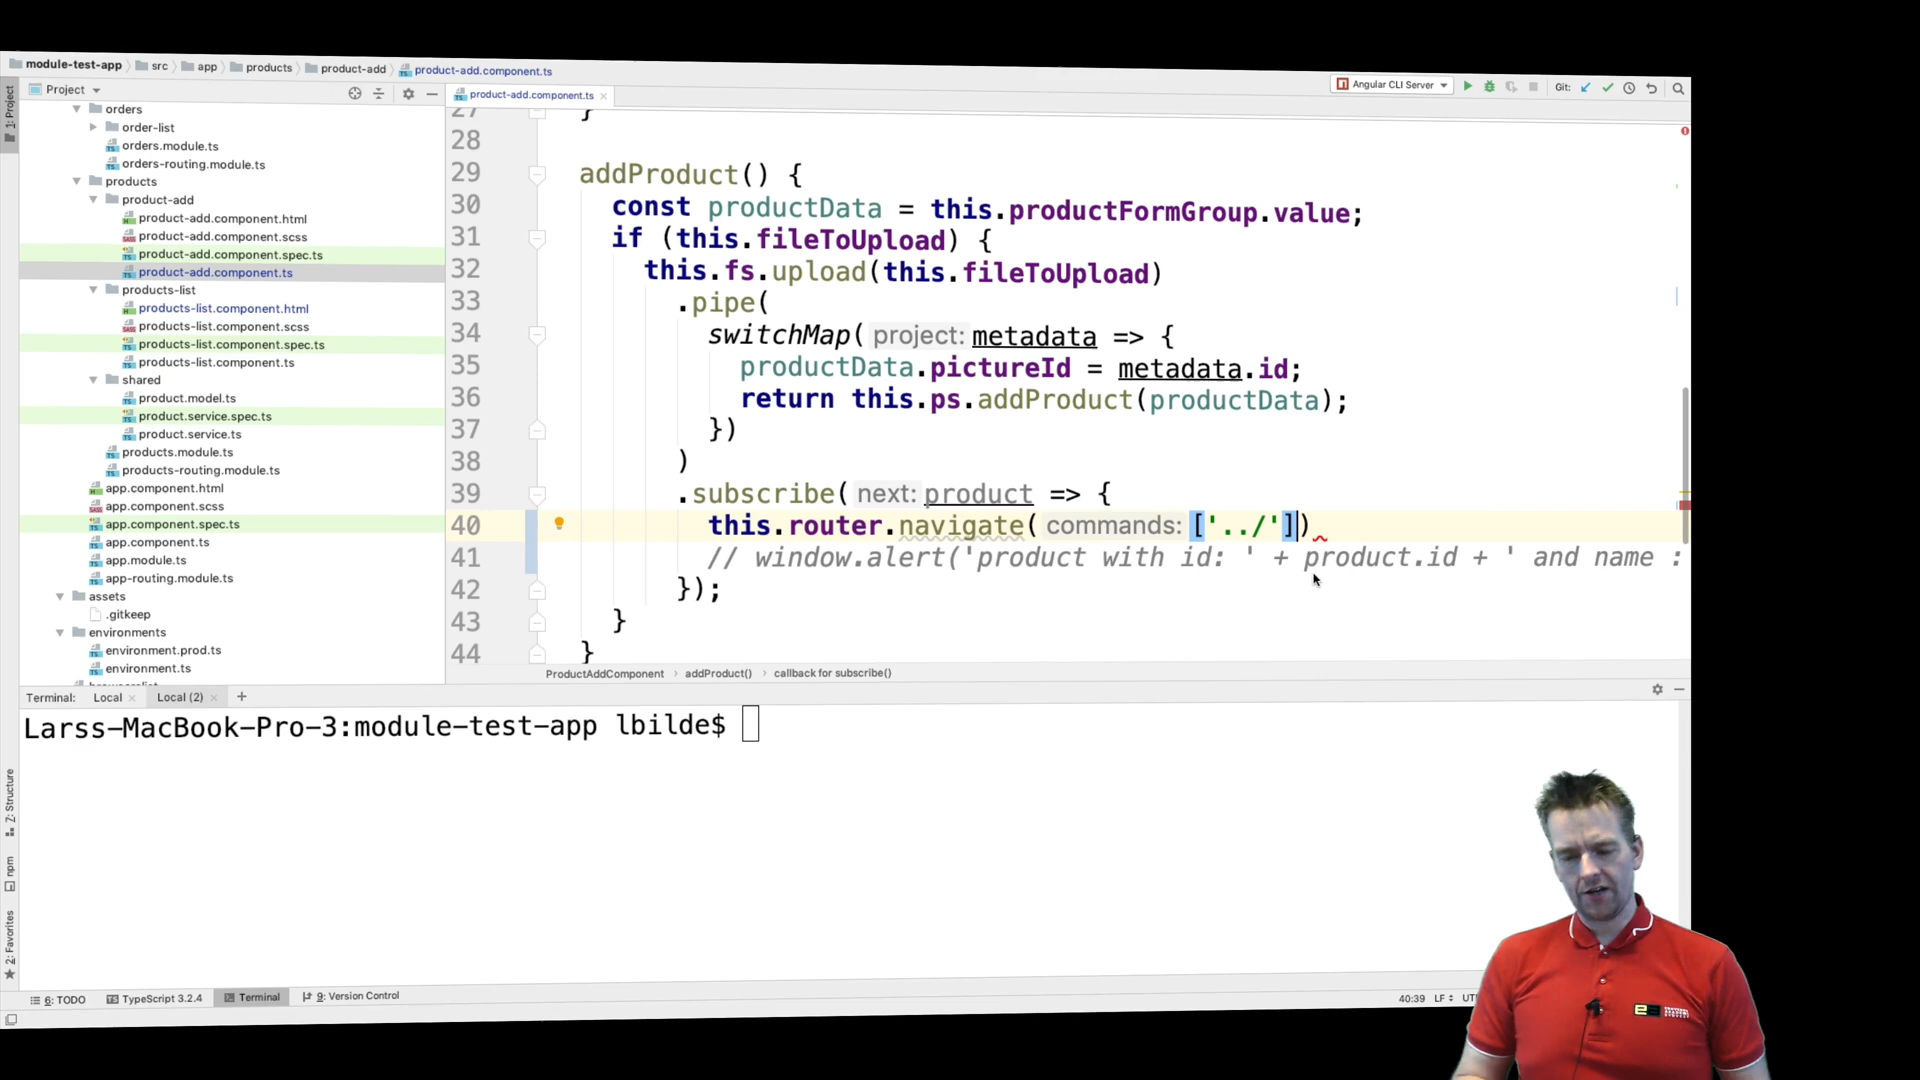 module-test-app src app products product-add product-add.component.ts
Angular CLI Server
Git:
1: Project
Project
product-add.component.ts
orders
order-list
orders.module.ts
orders-routing.module.ts
products
product-add
product-add.component.html
product-add.component.scss
product-add.component.spec.ts
product-add.component.ts
products-list
products-list.component.html
products-list.component.scss
products-list.component.spec.ts
products-list.component.ts
shared
product.model.ts
product.service.spec.ts
product.service.ts
products.module.ts
products-routing.module.ts
app.component.html
app.component.scss
app.component.spec.ts
app.component.ts
app.module.ts
app-routing.module.ts
assets
.gitkeep
environments
environment.prod.ts
environment.ts
27 }
28
29 addProduct() {
30 const productData = this.productFormGroup.value;
31 if (this.fileToUpload) {
32 this.fs.upload(this.fileToUpload)
33 .pipe(
34 switchMap( project: metadata => {
35 productData.pictureId = metadata.id;
36 return this.ps.addProduct(productData);
37 })
38 )
39 .subscribe( next: product => {
40 this.router.navigate( commands: ['../'])
41 // window.alert('product with id: ' + product.id + ' and name :
42 });
43 }
44 }
ProductAddComponent › addProduct() › callback for subscribe()
Terminal: Local × Local (2) × +
Larss-MacBook-Pro-3:module-test-app lbilde$
Z: Structure
npm
2: Favorites
6: TODO TypeScript 3.2.4 Terminal 9: Version Control
40:39 LF